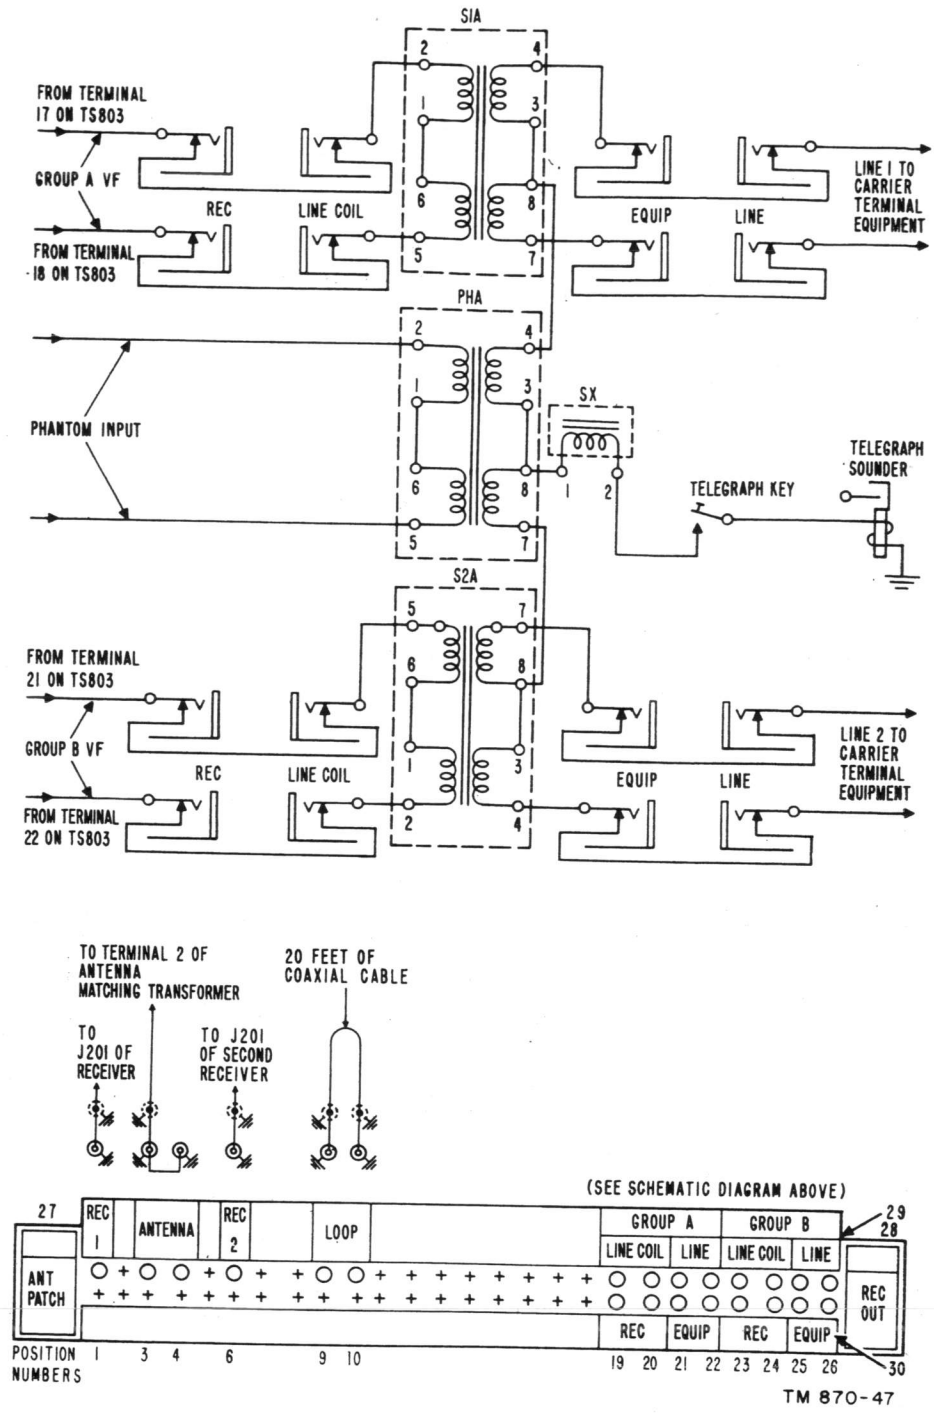 S1A
2
4
FROM TERMINAL
17 ON TS803
1
3
GROUP A VF
6
8
REC
LINE COIL
EQUIP
LINE
LINE 1 TO
CARRIER
TERMINAL
EQUIPMENT
FROM TERMINAL
18 ON TS803
5
7
PHA
2
4
1
3
PHANTOM INPUT
SX
6
8
1
2
5
7
TELEGRAPH KEY
TELEGRAPH
SOUNDER
S2A
5
7
FROM TERMINAL
21 ON TS803
6
8
GROUP B VF
1
3
REC
LINE COIL
EQUIP
LINE
LINE 2 TO
CARRIER
TERMINAL
EQUIPMENT
FROM TERMINAL
22 ON TS803
2
4
TO TERMINAL 2 OF
ANTENNA
MATCHING TRANSFORMER
20 FEET OF
COAXIAL CABLE
TO
J201 OF
RECEIVER
TO J201
OF SECOND
RECEIVER
(SEE SCHEMATIC DIAGRAM ABOVE)
27
REC
1
ANTENNA
REC
2
LOOP
GROUP A
GROUP B
29
28
LINE COIL
LINE
LINE COIL
LINE
ANT
PATCH
REC
OUT
REC
EQUIP
REC
EQUIP
POSITION
NUMBERS
1 3 4 6 9 10 19 20 21 22 23 24 25 26
30
TM 870-47